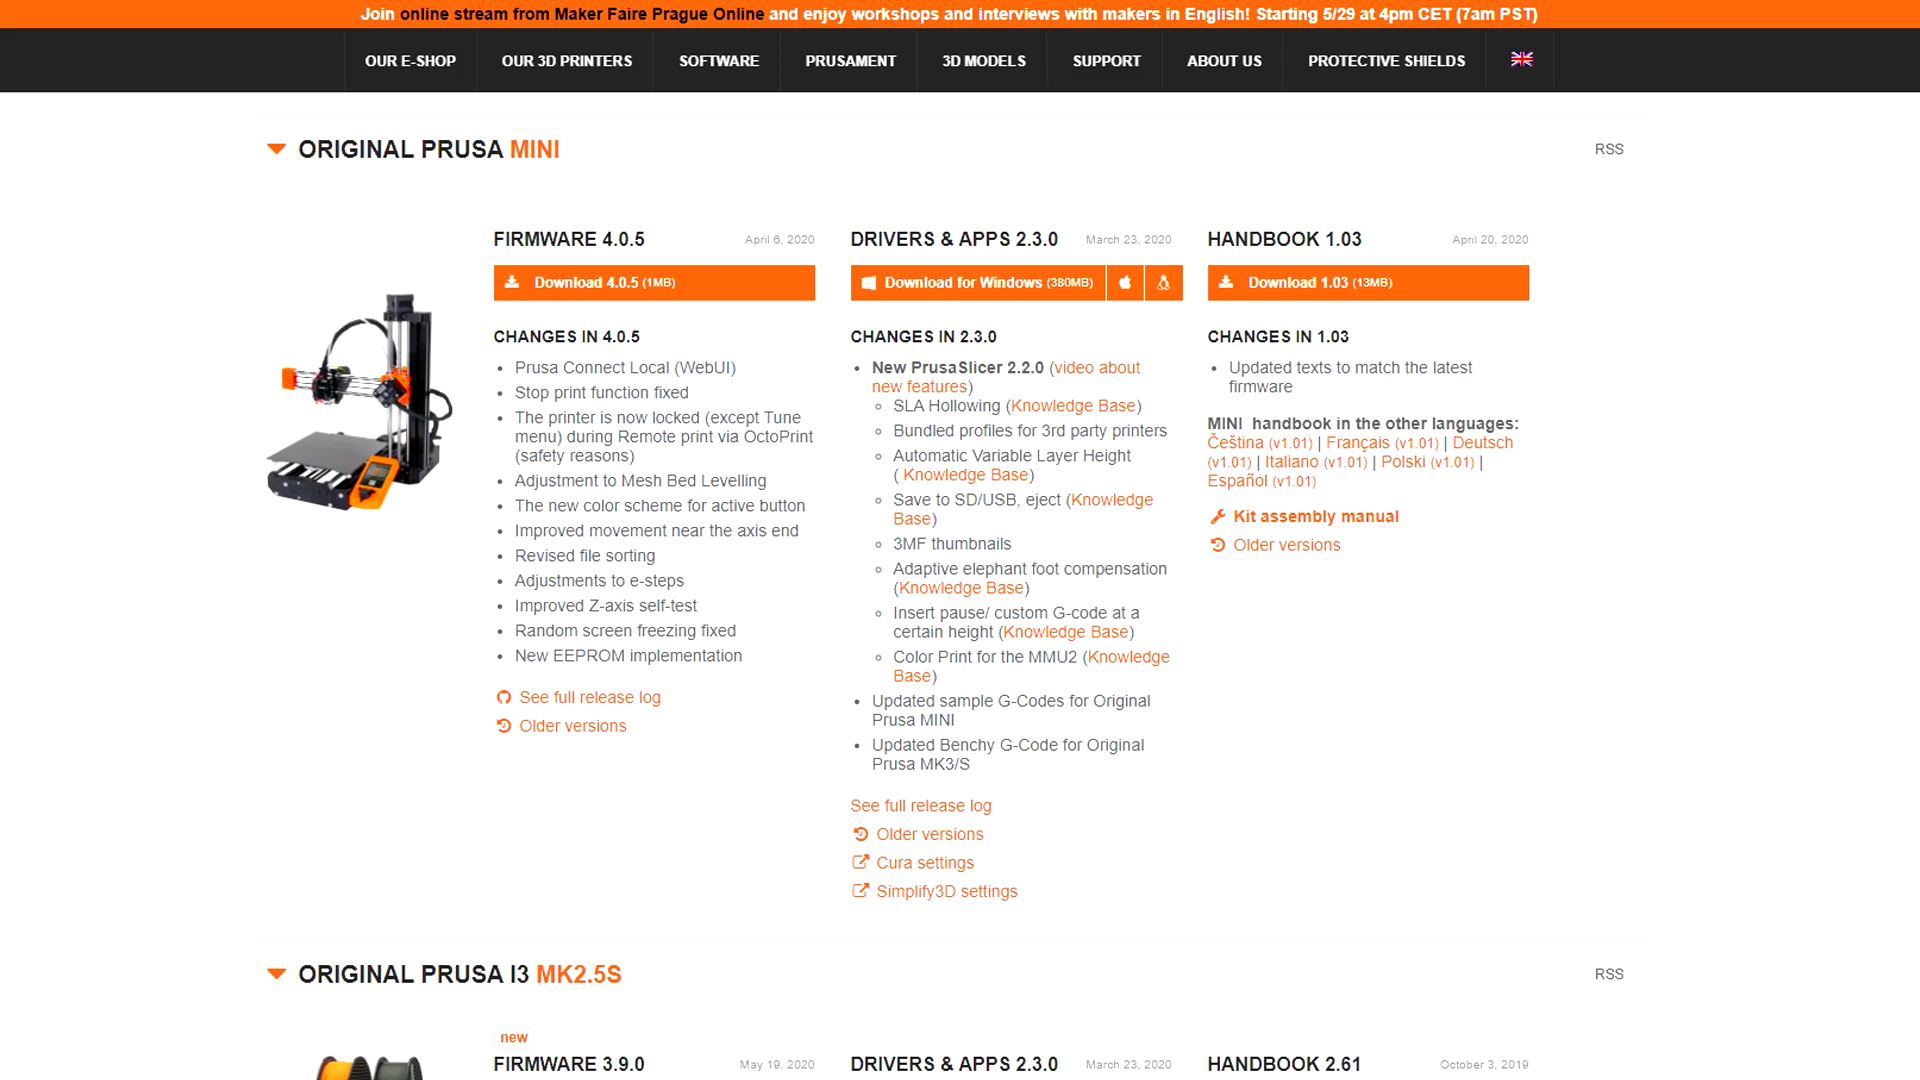 Join online stream from Maker Faire Prague Online and enjoy workshops and interviews with makers in English! Starting 5/29 at 4pm CET (7am PST)
OUR E-SHOP
OUR 3D PRINTERS
SOFTWARE
PRUSAMENT
3D MODELS
SUPPORT
ABOUT US
PROTECTIVE SHIELDS
ORIGINAL PRUSA MINI
RSS
FIRMWARE 4.0.5
April 6, 2020
Download 4.0.5 (1MB)
CHANGES IN 4.0.5
Prusa Connect Local (WebUI)
Stop print function fixed
The printer is now locked (except Tune
menu) during Remote print via OctoPrint
(safety reasons)
Adjustment to Mesh Bed Levelling
The new color scheme for active button
Improved movement near the axis end
Revised file sorting
Adjustments to e-steps
Improved Z-axis self-test
Random screen freezing fixed
New EEPROM implementation
See full release log
Older versions
DRIVERS & APPS 2.3.0
March 23, 2020
Download for Windows (380MB)
CHANGES IN 2.3.0
New PrusaSlicer 2.2.0 (video about
new features)
SLA Hollowing (Knowledge Base)
Bundled profiles for 3rd party printers
Automatic Variable Layer Height
( Knowledge Base)
Save to SD/USB, eject (Knowledge
Base)
3MF thumbnails
Adaptive elephant foot compensation
(Knowledge Base)
Insert pause/ custom G-code at a
certain height (Knowledge Base)
Color Print for the MMU2 (Knowledge
Base)
Updated sample G-Codes for Original
Prusa MINI
Updated Benchy G-Code for Original
Prusa MK3/S
See full release log
Older versions
Cura settings
Simplify3D settings
HANDBOOK 1.03
April 20, 2020
Download 1.03 (13MB)
CHANGES IN 1.03
Updated texts to match the latest
firmware
MINI handbook in the other languages:
Čeština (v1.01) | Français (v1.01) | Deutsch
(v1.01) | Italiano (v1.01) | Polski (v1.01) |
Español (v1.01)
Kit assembly manual
Older versions
ORIGINAL PRUSA I3 MK2.5S
RSS
new
FIRMWARE 3.9.0
May 19, 2020
DRIVERS & APPS 2.3.0
March 23, 2020
HANDBOOK 2.61
October 3, 2019